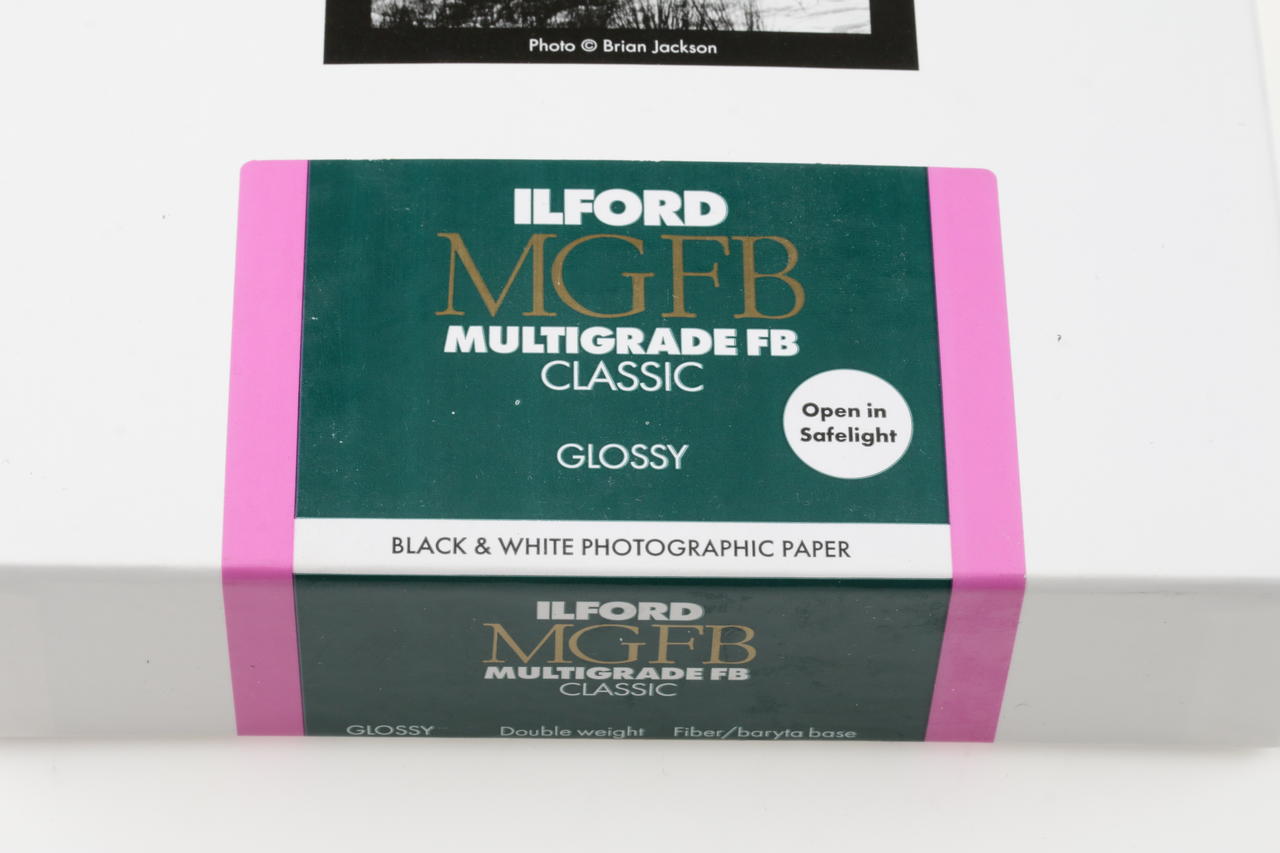 Photo © Brian Jackson
ILFORD
MGFB
MULTIGRADE FB
CLASSIC
Open in
Safelight
GLOSSY
BLACK & WHITE PHOTOGRAPHIC PAPER
ILFORD
MGFB
MULTIGRADE FB
CLASSIC
GLOSSY Double weight Fiber/baryta base